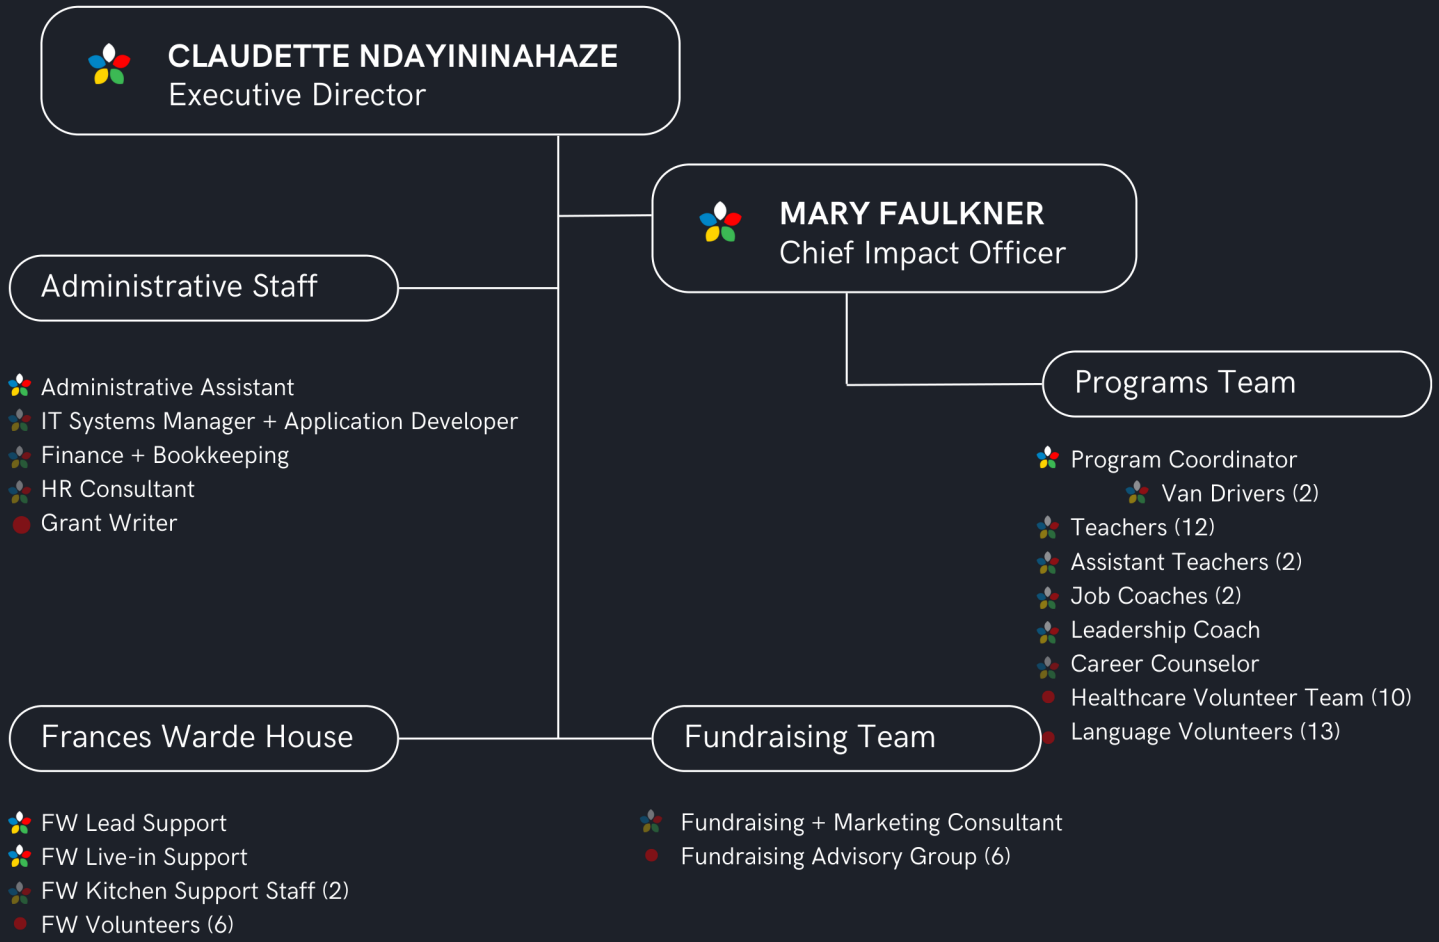 CLAUDETTE NDAYININAHAZE
Executive Director
MARY FAULKNER
Chief Impact Officer
Administrative Staff
Administrative Assistant
IT Systems Manager + Application Developer
Finance + Bookkeeping
HR Consultant
Grant Writer
Programs Team
Program Coordinator
Van Drivers (2)
Teachers (12)
Assistant Teachers (2)
Job Coaches (2)
Leadership Coach
Career Counselor
Healthcare Volunteer Team (10)
Language Volunteers (13)
Frances Warde House
FW Lead Support
FW Live-in Support
FW Kitchen Support Staff (2)
FW Volunteers (6)
Fundraising Team
Fundraising + Marketing Consultant
Fundraising Advisory Group (6)